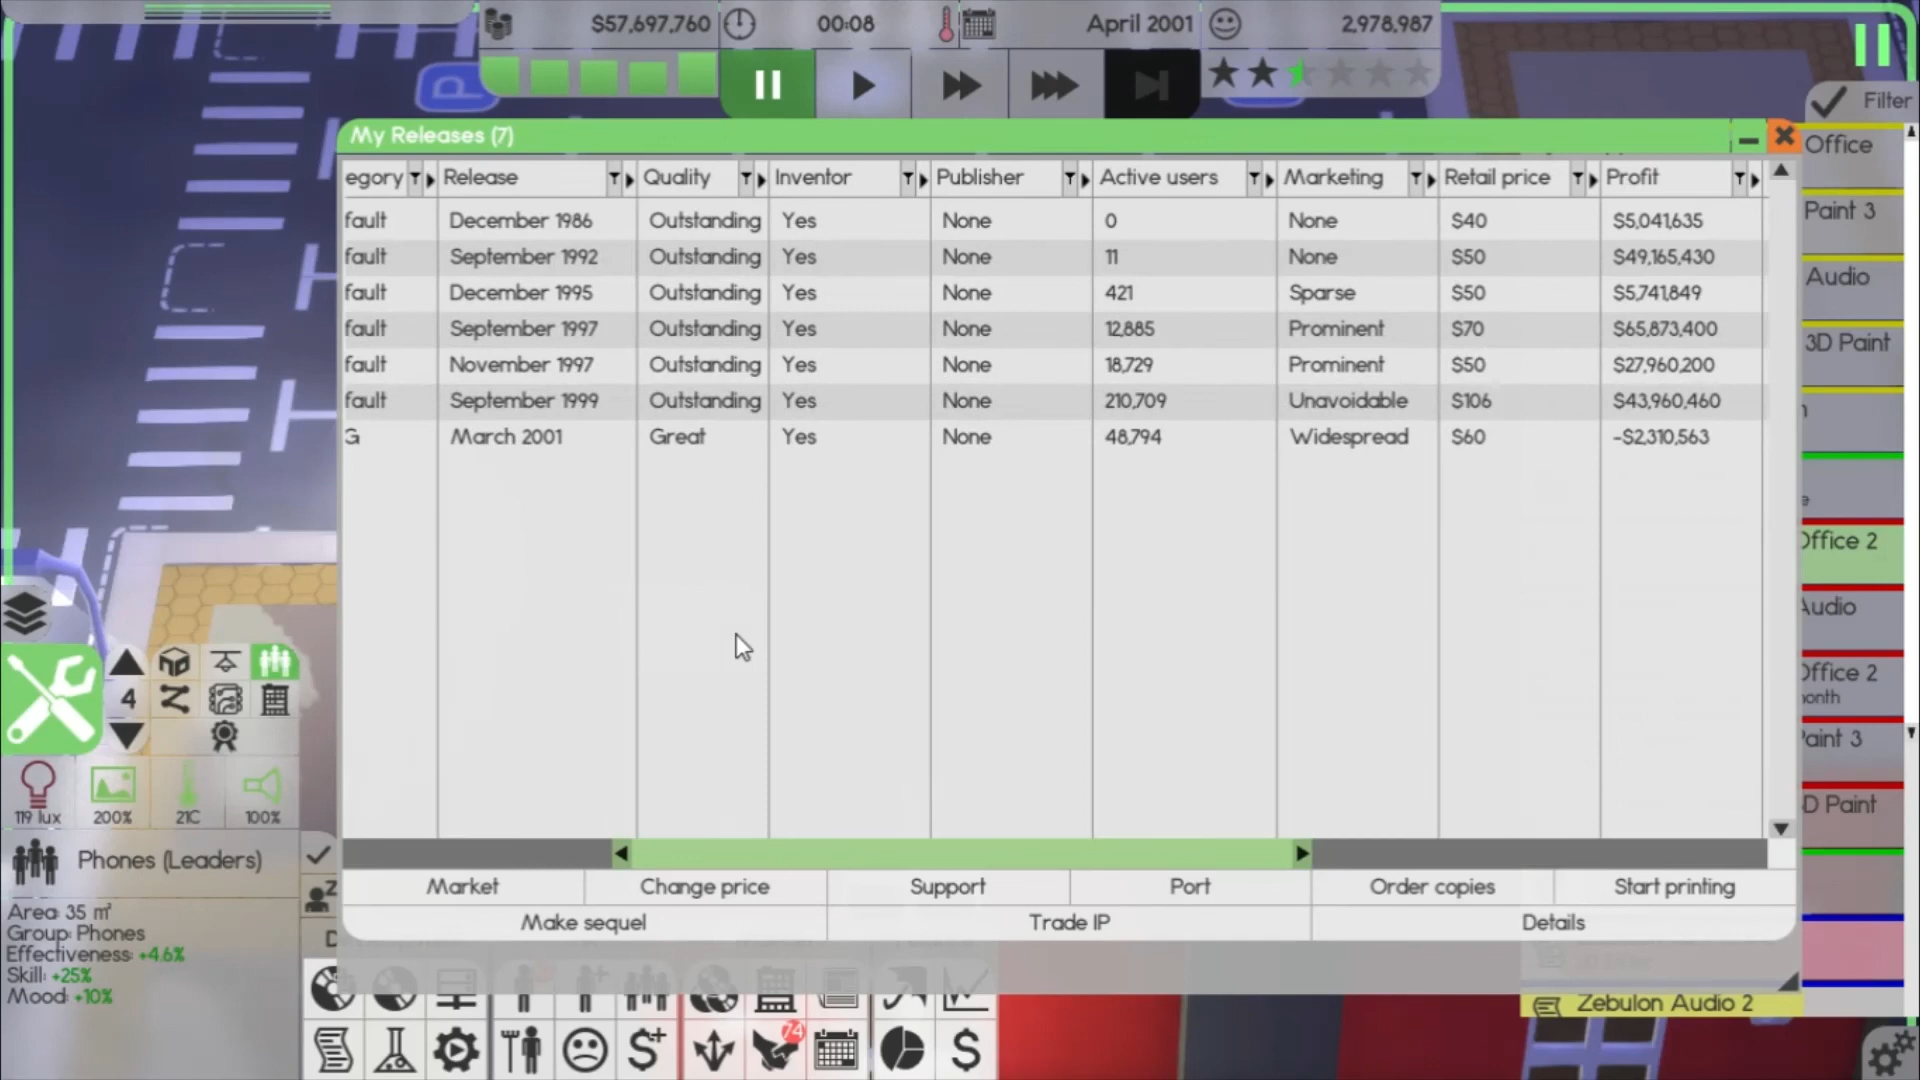 $57,697,760
00:08
April 2001
2,978,987
Filter
My Releases (7)
egory Release Quality Inventor Publisher Active users Marketing Retail price Profit
fault December 1986 Outstanding Yes None 0 None $40 $5,041,635
fault September 1992 Outstanding Yes None 11 None $50 $49,165,430
fault December 1995 Outstanding Yes None 421 Sparse $50 $5,741,849
fault September 1997 Outstanding Yes None 12,885 Prominent $70 $65,873,400
fault November 1997 Outstanding Yes None 18,729 Prominent $50 $27,960,200
fault September 1999 Outstanding Yes None 210,709 Unavoidable $106 $43,960,460
G March 2001 Great Yes None 48,794 Widespread $60 -$2,310,563
Market Change price Support Port Order copies Start printing
Make sequel Trade IP Details
Office
Paint 3
Audio
3D Paint
Office 2
Audio
Office 2
onth
Paint 3
3D Paint
Zebulon Audio 2
4
119 lux 200% 21C 100%
Phones (Leaders)
Area: 35 m²
Group: Phones
Effectiveness: +4.6%
Skill: +25%
Mood: +10%
74